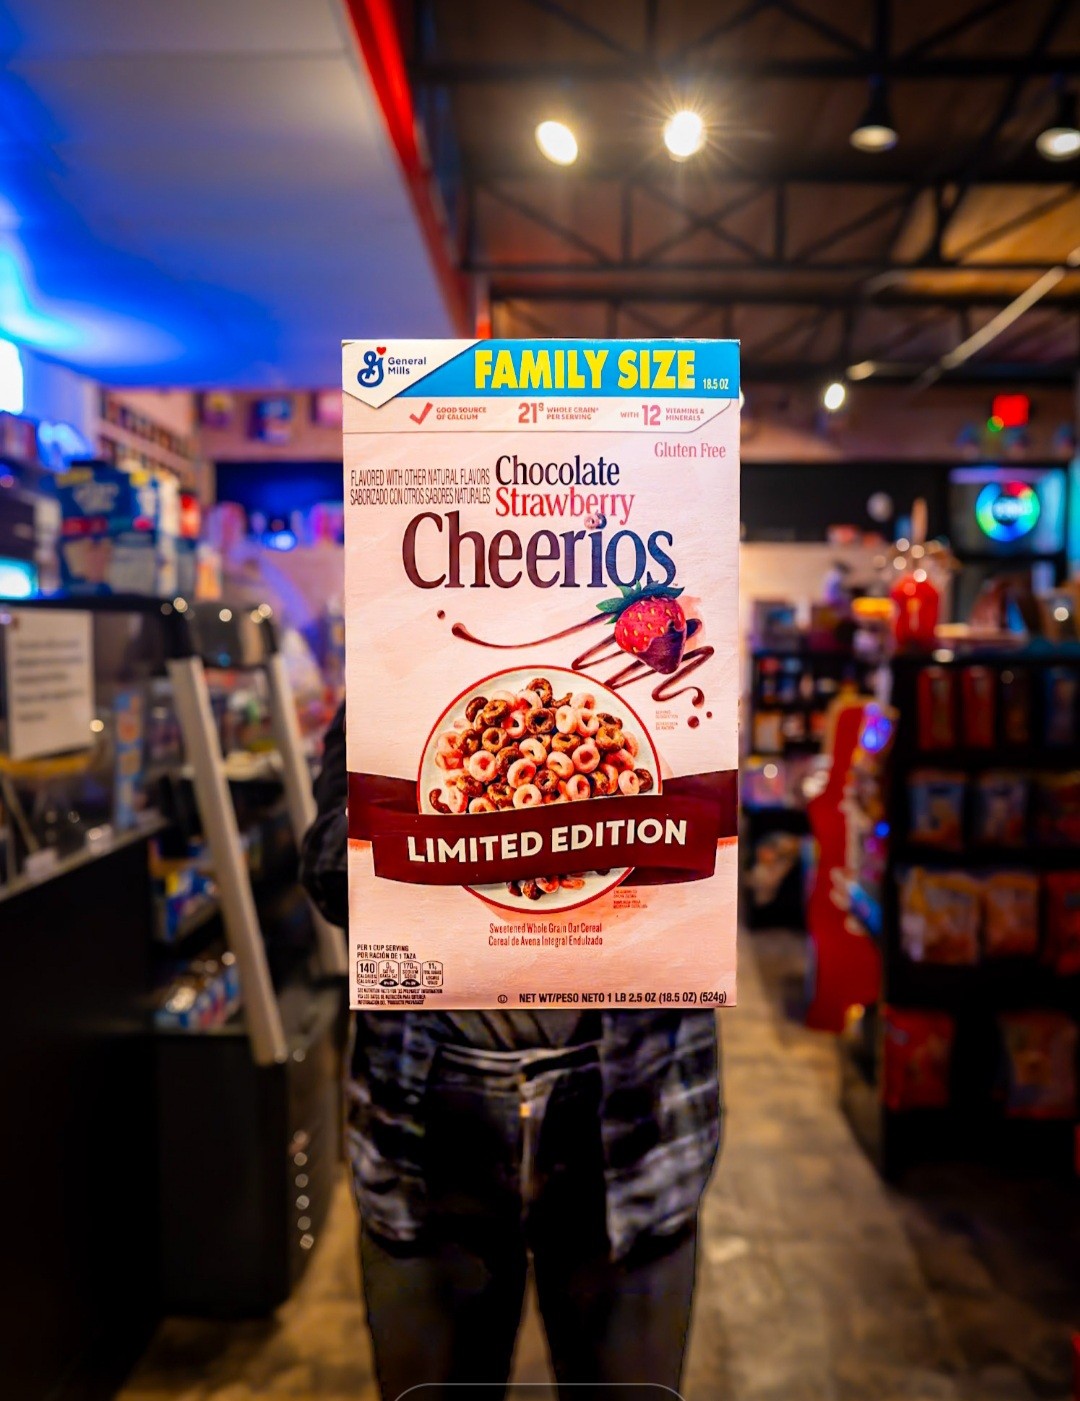 General
Mills
FAMILY SIZE 18.5 OZ
GOOD SOURCE
OF CALCIUM
21g WHOLE GRAIN*
PER SERVING
WITH 12 VITAMINS &
MINERALS
Gluten Free
FLAVORED WITH OTHER NATURAL FLAVORS
SABORIZADO CON OTROS SABORES NATURALES
Chocolate
Strawberry
Cheerios
LIMITED EDITION
Sweetened Whole Grain Oat Cereal
Cereal de Avena Integral Endulzado
PER 1 CUP SERVING
POR RACIÓN DE 1 TAZA
140
CALORIES
170mg
11g
NET WT/PESO NETO 1 LB 2.5 OZ (18.5 OZ) (524g)